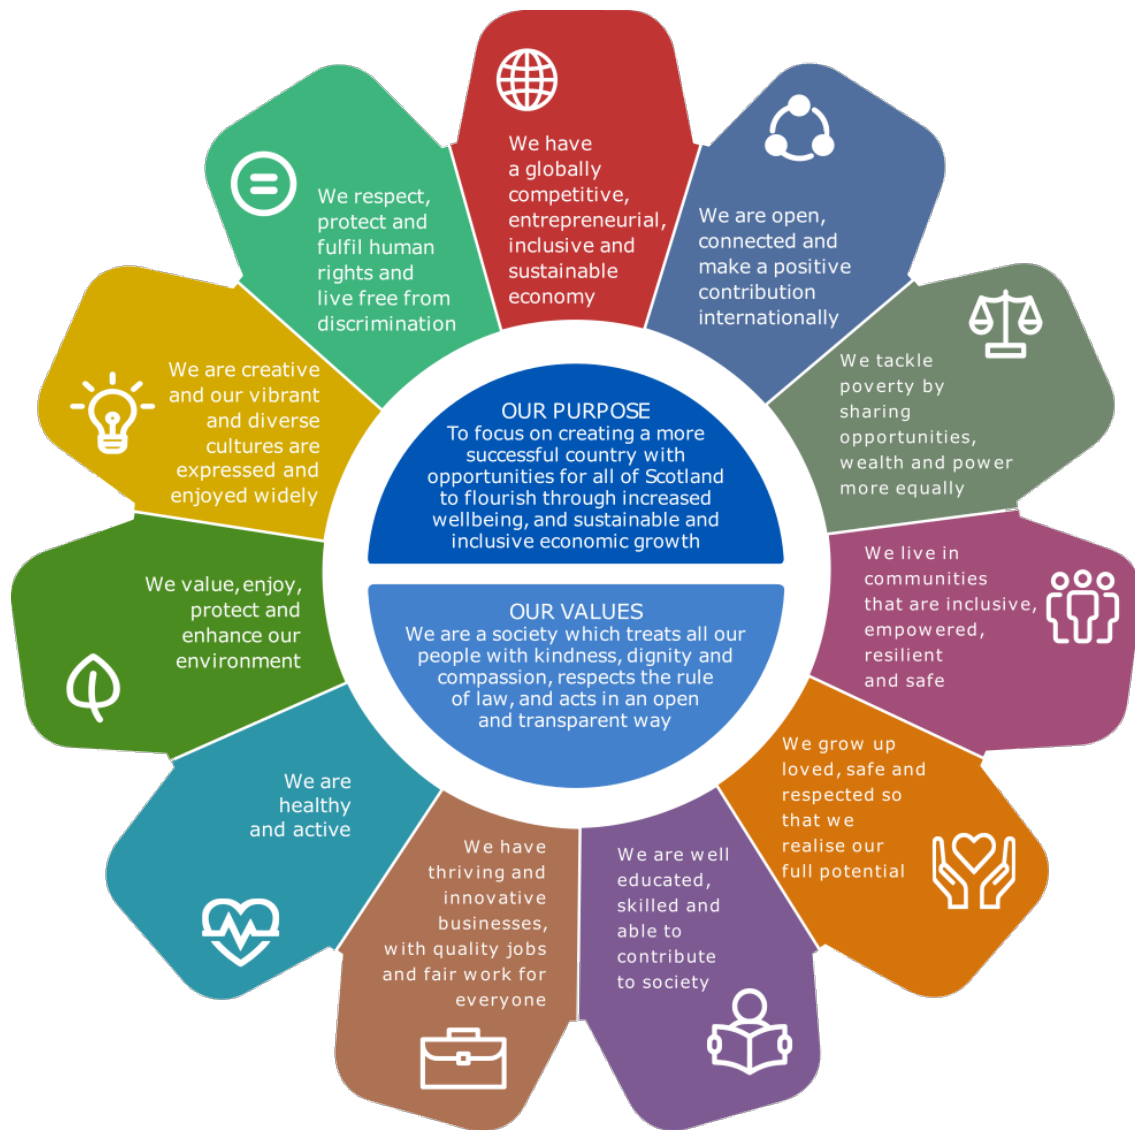 We have
a globally
competitive,
entrepreneurial,
inclusive and
sustainable
economy
We are open,
connected and
make a positive
contribution
internationally
We tackle
poverty by
sharing
opportunities,
wealth and power
more equally
We live in
communities
that are inclusive,
empowered,
resilient
and safe
We grow up
loved, safe and
respected so
that we
realise our
full potential
We are well
educated,
skilled and
able to
contribute
to society
We have
thriving and
innovative
businesses,
with quality jobs
and fair work for
everyone
We are
healthy
and active
We value, enjoy,
protect and
enhance our
environment
We are creative
and our vibrant
and diverse
cultures are
expressed and
enjoyed widely
We respect,
protect and
fulfil human
rights and
live free from
discrimination
OUR PURPOSE
To focus on creating a more
successful country with
opportunities for all of Scotland
to flourish through increased
wellbeing, and sustainable and
inclusive economic growth
OUR VALUES
We are a society which treats all our
people with kindness, dignity and
compassion, respects the rule
of law, and acts in an open
and transparent way